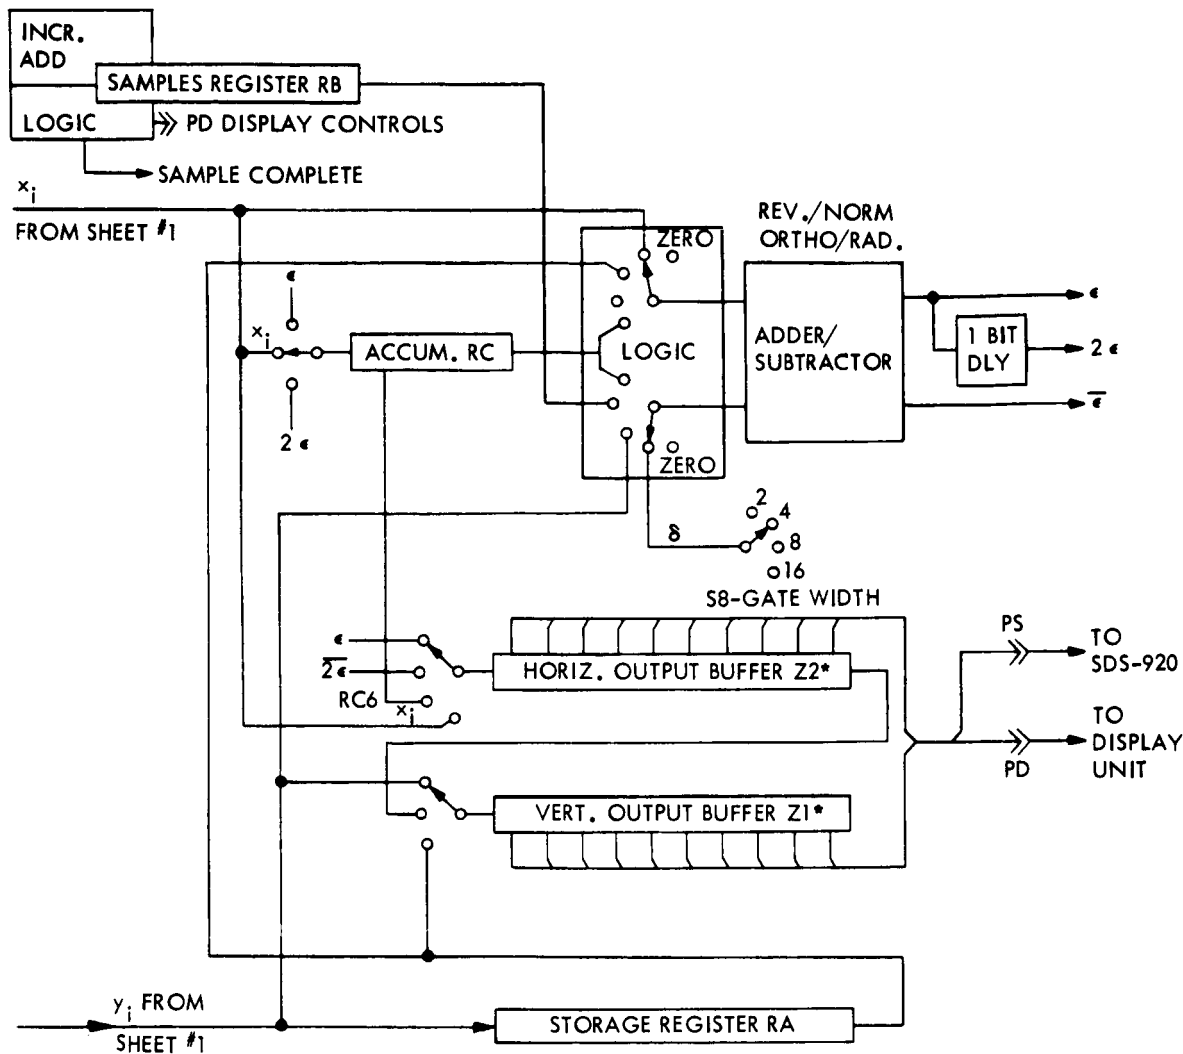 INCR.
ADD
SAMPLES REGISTER RB
LOGIC
PD DISPLAY CONTROLS
SAMPLE COMPLETE
xi
FROM SHEET #1
REV./NORM
ORTHO/RAD.
ZERO
ϵ
xi
ACCUM. RC
LOGIC
ADDER/
SUBTRACTOR
ϵ
1 BIT
DLY
2 ϵ
ϵ̅
2 ϵ
ZERO
δ
2
4
8
16
S8-GATE WIDTH
ϵ
2ϵ̅
RC6
xi
HORIZ. OUTPUT BUFFER Z2*
PS
TO
SDS-920
TO
DISPLAY
UNIT
PD
VERT. OUTPUT BUFFER Z1*
yi FROM
SHEET #1
STORAGE REGISTER RA